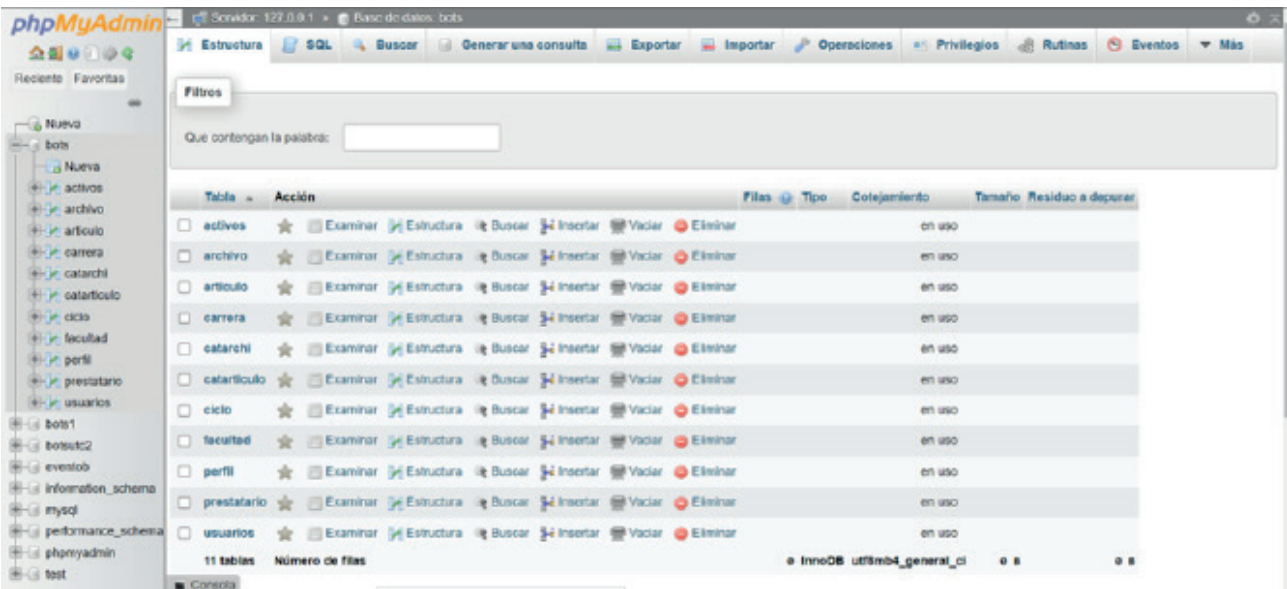 phpMyAdmin
Reciente Favoritas
Nueva
bots
Nueva
activos
archivo
articulo
carrera
catarchi
catarticulo
ciclo
facultad
perfil
prestatario
usuarios
bots1
botsutc2
eventob
information_schema
mysql
performance_schema
phpmyadmin
test
Servidor: 127.0.0.1 » Base de datos: bots
Estructura SQL Buscar Generar una consulta Exportar Importar Operaciones Privilegios Rutinas Eventos Más
Filtros
Que contengan la palabra:
Tabla Acción Filas Tipo Cotejamiento Tamaño Residuo a depurar
activos Examinar Estructura Buscar Insertar Vaciar Eliminar en uso
archivo Examinar Estructura Buscar Insertar Vaciar Eliminar en uso
articulo Examinar Estructura Buscar Insertar Vaciar Eliminar en uso
carrera Examinar Estructura Buscar Insertar Vaciar Eliminar en uso
catarchi Examinar Estructura Buscar Insertar Vaciar Eliminar en uso
catarticulo Examinar Estructura Buscar Insertar Vaciar Eliminar en uso
ciclo Examinar Estructura Buscar Insertar Vaciar Eliminar en uso
facultad Examinar Estructura Buscar Insertar Vaciar Eliminar en uso
perfil Examinar Estructura Buscar Insertar Vaciar Eliminar en uso
prestatario Examinar Estructura Buscar Insertar Vaciar Eliminar en uso
usuarios Examinar Estructura Buscar Insertar Vaciar Eliminar en uso
11 tablas Número de filas 0 InnoDB utf8mb4_general_ci 0 B 0 B
Consola